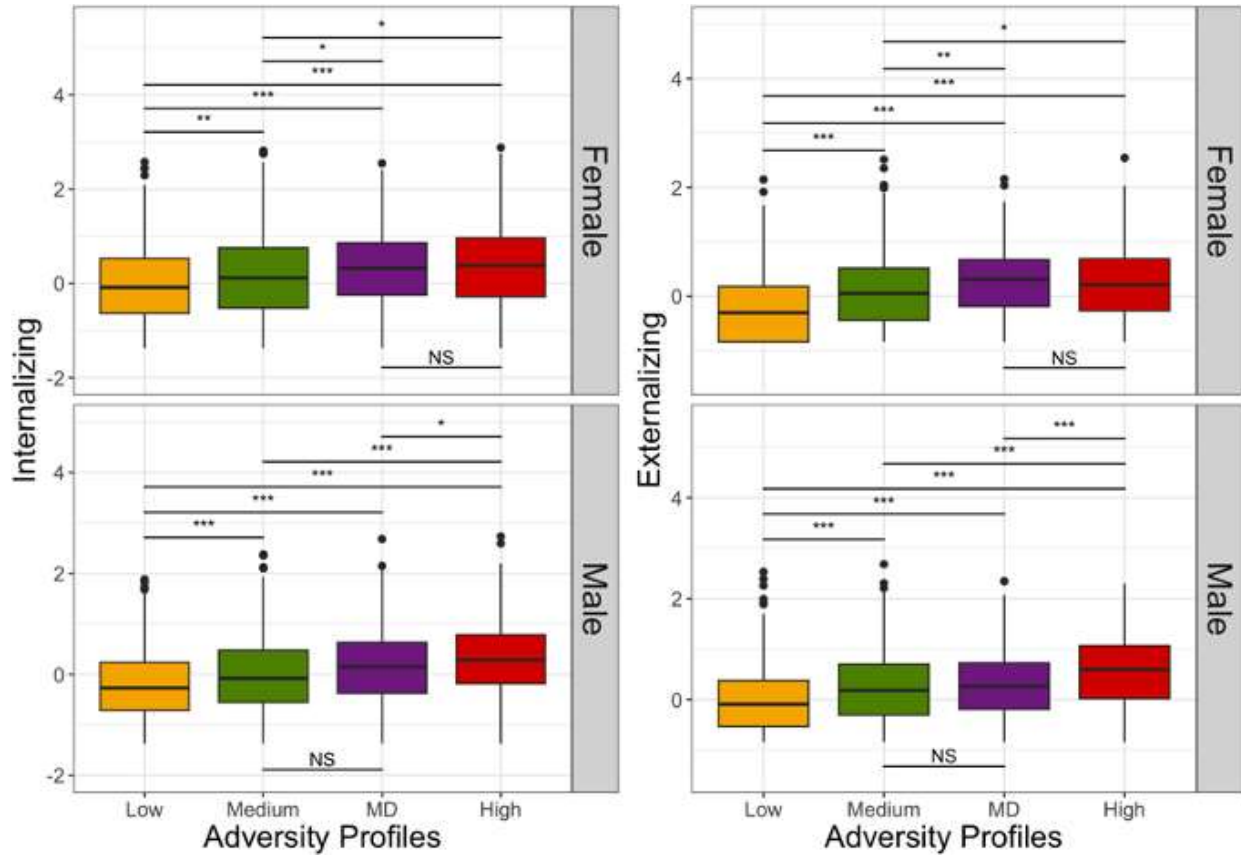 *
*
***
***
**
4
2
0
-2
NS
Female
*
**
***
***
***
4
2
0
NS
Female
Internalizing
Externalizing
*
***
***
***
***
4
2
0
-2
NS
Male
***
***
***
***
***
4
2
0
NS
Male
Low Medium MD High
Adversity Profiles
Low Medium MD High
Adversity Profiles